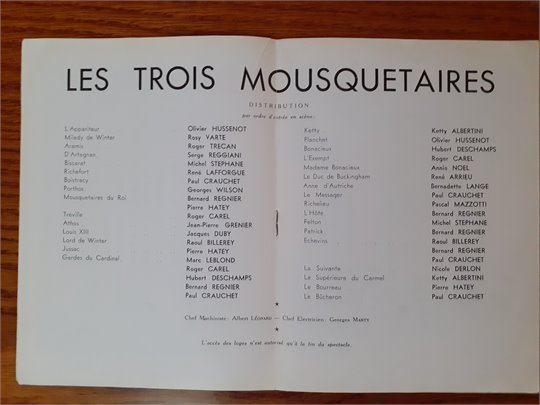 LES TROIS MOUSQUETAIRES
DISTRIBUTION
par ordre d'entrée en scène:
L'Appariteur Olivier HUSSENOT
Milady de Winter Rosy VARTE
Aramis Roger TRECAN
D'Artagnan Serge REGGIANI
Biscarat Michel STEPHANE
Richefort René LAFFORGUE
Boistracy Paul CRAUCHET
Porthos Georges WILSON
Mousquetaires du Roi Bernard REGNIER
Pierre HATEY
Tréville Roger CAREL
Athos Jean-Pierre GRENIER
Louis XIII Jacques DUBY
Lord de Winter Raoul BILLEREY
Jussac Pierre HATEY
Gardes du Cardinal Marc LEBLOND
Roger CAREL
Hubert DESCHAMPS
Bernard REGNIER
Paul CRAUCHET
Ketty Ketty ALBERTINI
Planchet Olivier HUSSENOT
Bonacieux Hubert DESCHAMPS
L'Exempt Roger CAREL
Madame Bonacieux Annie NOEL
Le Duc de Buckingham René ARRIEU
Anne d'Autriche Bernadette LANGE
Le Messager Paul CRAUCHET
Richelieu Pascal MAZZOTTI
L'Hôte Bernard REGNIER
Felton Michel STEPHANE
Patrick Bernard REGNIER
Echevins Raoul BILLEREY
Bernard REGNIER
Paul CRAUCHET
La Suivante Nicole DERLON
La Supérieure du Carmel Ketty ALBERTINI
Le Bourreau Pierre HATEY
Le Bûcheron Paul CRAUCHET
Chef Machiniste: Albert LÉONARD — Chef Electricien: Georges MARTY
L'accès des loges n'est autorisé qu'à la fin du spectacle.